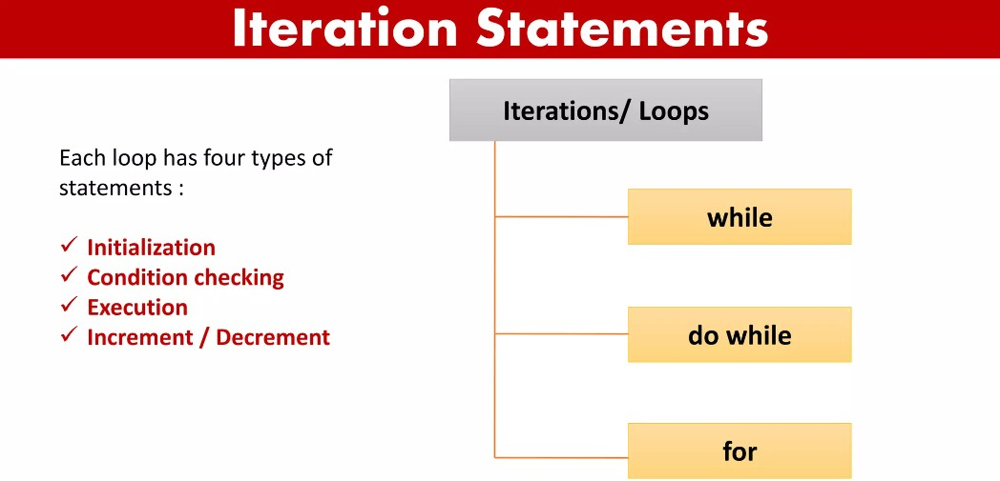 Iteration Statements
Iterations/ Loops
Each loop has four types of
statements :
✓ Initialization
✓ Condition checking
✓ Execution
✓ Increment / Decrement
while
do while
for